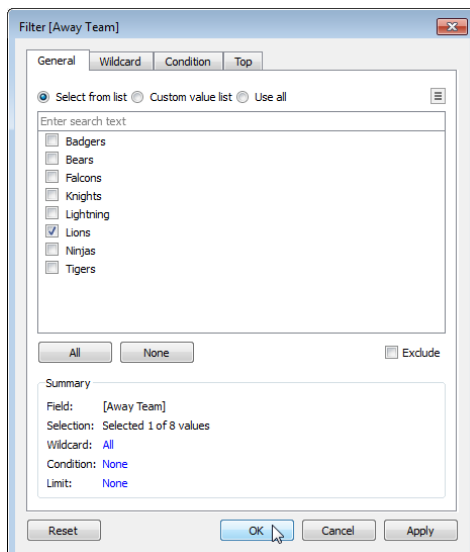 Filter [Away Team]
General Wildcard Condition Top
Select from list Custom value list Use all
Enter search text
Badgers
Bears
Falcons
Knights
Lightning
Lions
Ninjas
Tigers
All None Exclude
Summary
Field: [Away Team]
Selection: Selected 1 of 8 values
Wildcard: All
Condition: None
Limit: None
Reset OK Cancel Apply